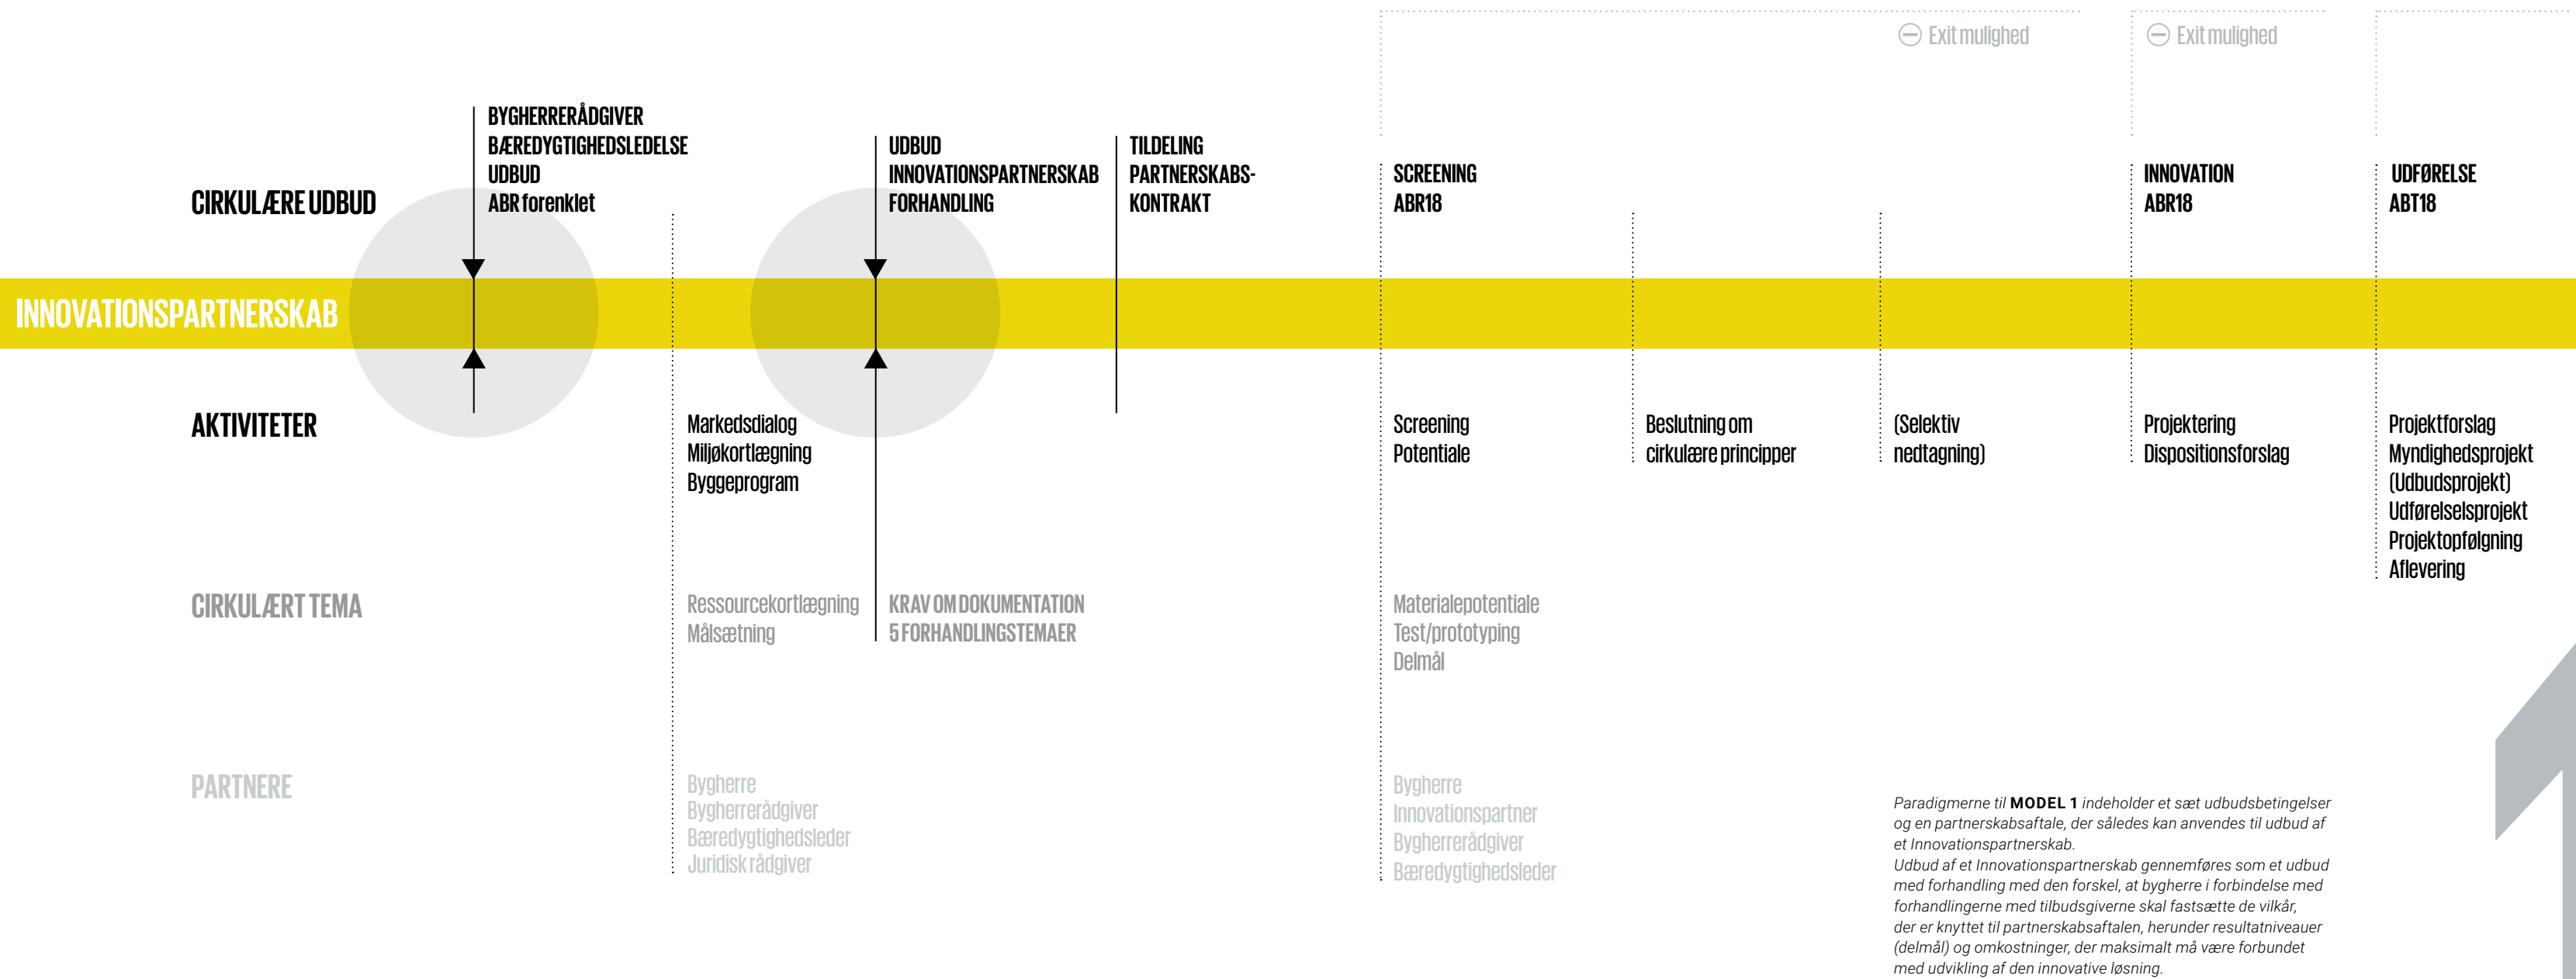 Exit mulighed
Exit mulighed
BYGHERRERÅDGIVER
BÆREDYGTIGHEDSLEDELSE
UDBUD
ABR forenklet
UDBUD
INNOVATIONSPARTNERSKAB
FORHANDLING
TILDELING
PARTNERSKABS-
KONTRAKT
SCREENING
ABR18
INNOVATION
ABR18
UDFØRELSE
ABT18
CIRKULÆRE UDBUD
INNOVATIONSPARTNERSKAB
AKTIVITETER
Markedsdialog
Miljøkortlægning
Byggeprogram
Screening
Potentiale
Beslutning om
cirkulære principper
(Selektiv
nedtagning)
Projektering
Dispositionsforslag
Projektforslag
Myndighedsprojekt
(Udbudsprojekt)
Udførelselsprojekt
Projektopfølgning
Aflevering
CIRKULÆRT TEMA
Ressourcekortlægning
Målsætning
KRAV OM DOKUMENTATION
5 FORHANDLINGSTEMAER
Materialepotentiale
Test/prototyping
Delmål
PARTNERE
Bygherre
Bygherrerådgiver
Bæredygtighedsleder
Juridisk rådgiver
Bygherre
Innovationspartner
Bygherrerådgiver
Bæredygtighedsleder
Paradigmerne til MODEL 1 indeholder et sæt udbudsbetingelser
og en partnerskabsaftale, der således kan anvendes til udbud af
et Innovationspartnerskab.
Udbud af et Innovationspartnerskab gennemføres som et udbud
med forhandling med den forskel, at bygherre i forbindelse med
forhandlingerne med tilbudsgiverne skal fastsætte de vilkår,
der er knyttet til partnerskabsaftalen, herunder resultatniveauer
(delmål) og omkostninger, der maksimalt må være forbundet
med udvikling af den innovative løsning.
1